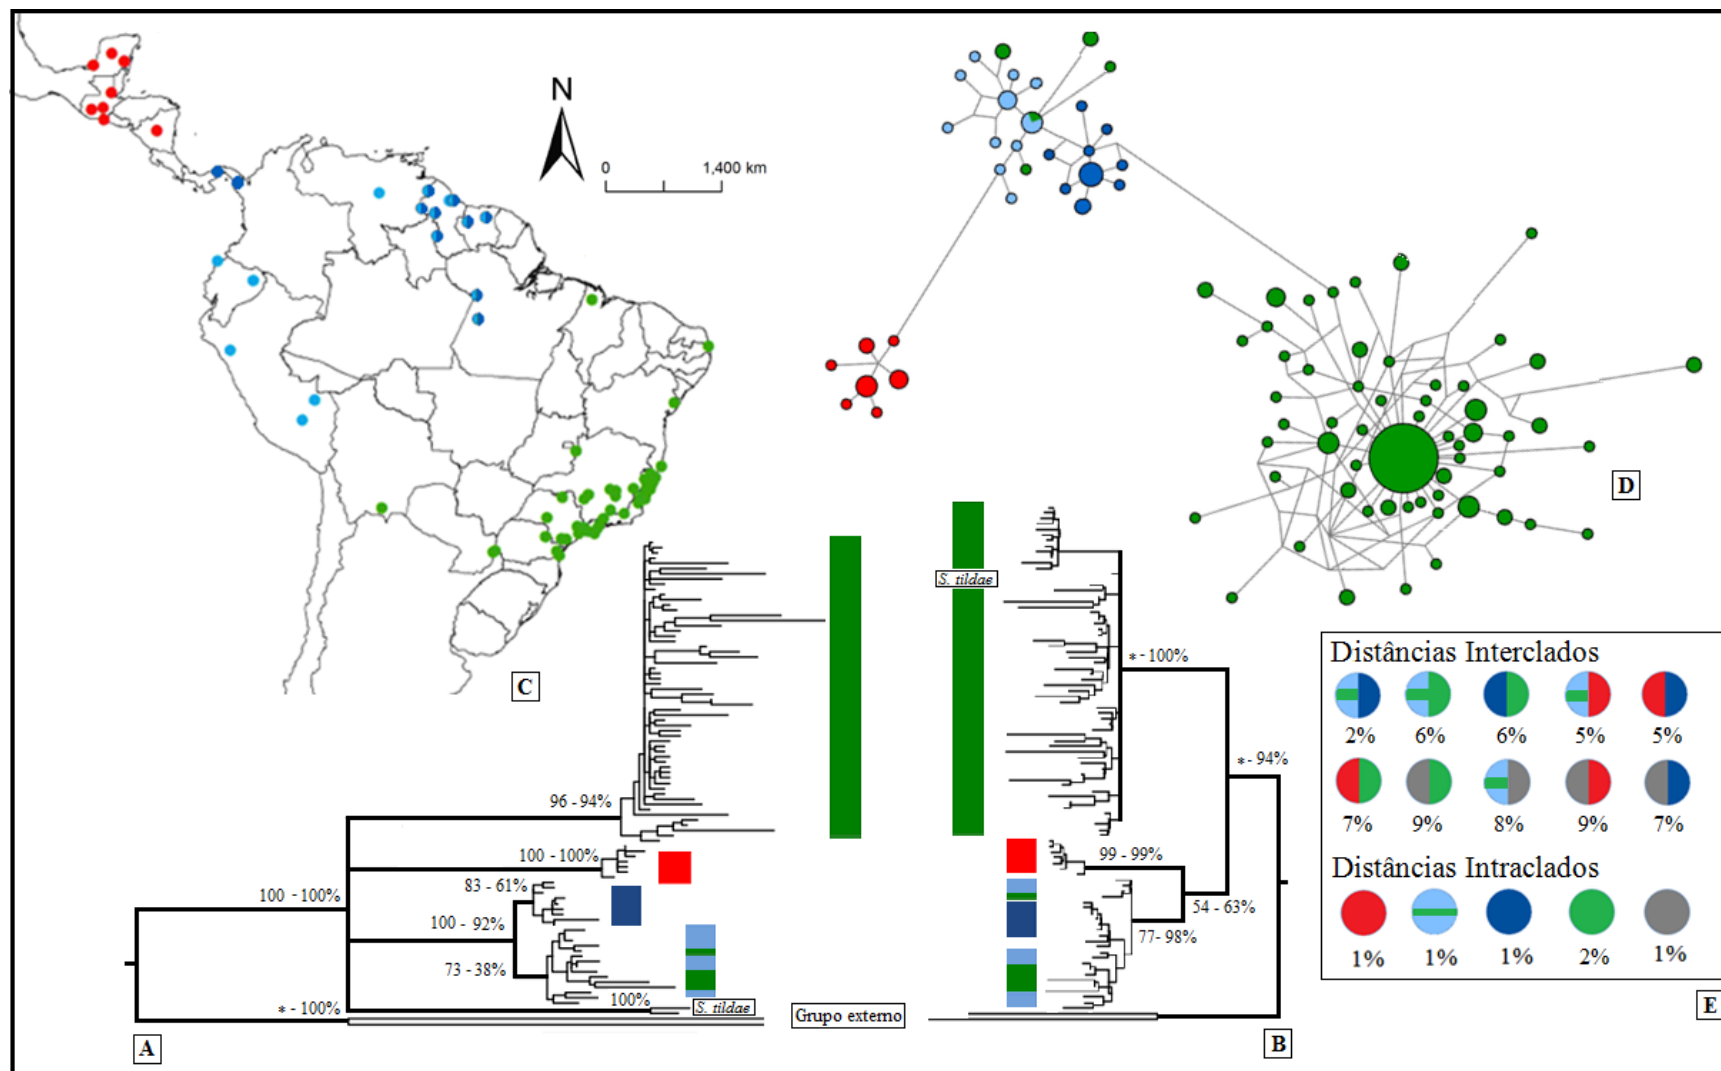 N
0 1,400 km
C
D
S. tildae
96 - 94%
100 - 100%
83 - 61%
100 - 100%
100 - 92%
73 - 38%
100%
* - 100%
S. tildae
A
Grupo externo
* - 100%
* - 94%
99 - 99%
54 - 63%
77- 98%
B
Distâncias Interclados
2% 6% 6% 5% 5%
7% 9% 8% 9% 7%
Distâncias Intraclados
1% 1% 1% 2% 1%
E